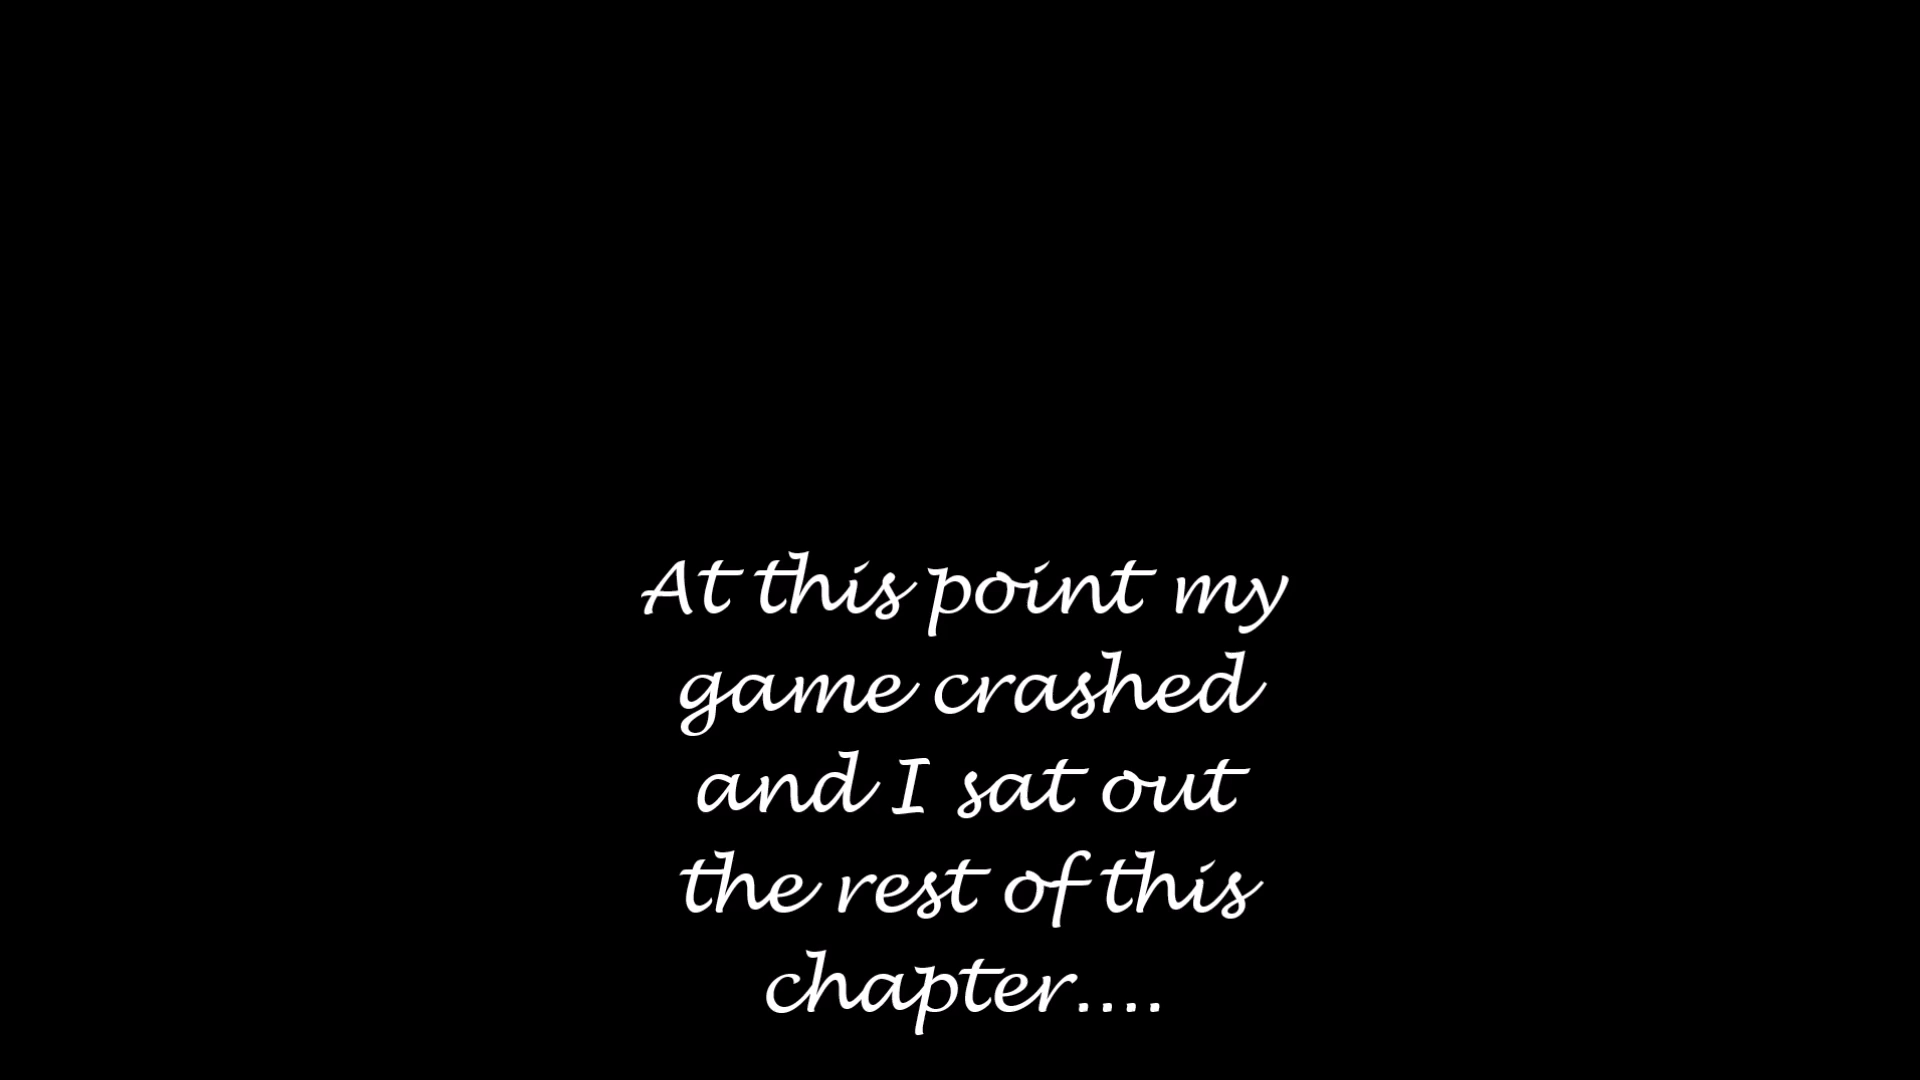 At this point my
game crashed
and I sat out
the rest of this
chapter....